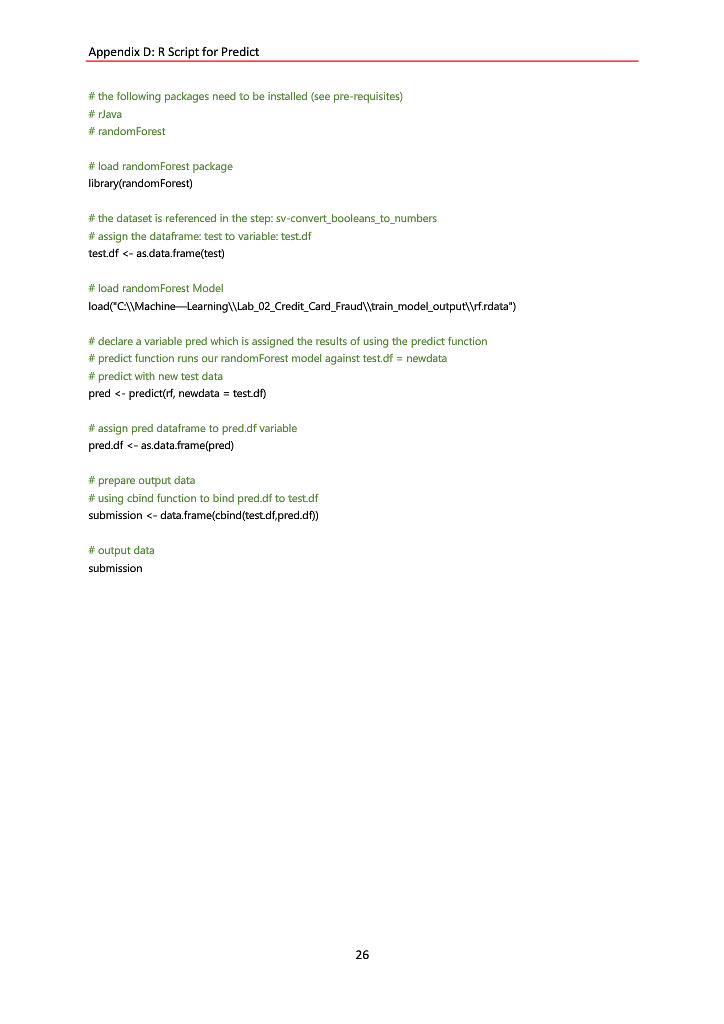 Appendix D: R Script for Predict
# the following packages need to be installed (see pre-requisites)
# rJava
# randomForest
# load randomForest package
library(randomForest)
# the dataset is referenced in the step: sv-convert_booleans_to_numbers
# assign the dataframe: test to variable: test.df
test.df <- as.data.frame(test)
# load randomForest Model
load("C:\\Machine—Learning\\Lab_02_Credit_Card_Fraud\\train_model_output\\rf.rdata")
# declare a variable pred which is assigned the results of using the predict function
# predict function runs our randomForest model against test.df = newdata
# predict with new test data
pred <- predict(rf, newdata = test.df)
# assign pred dataframe to pred.df variable
pred.df <- as.data.frame(pred)
# prepare output data
# using cbind function to bind pred.df to test.df
submission <- data.frame(cbind(test.df,pred.df))
# output data
submission
26